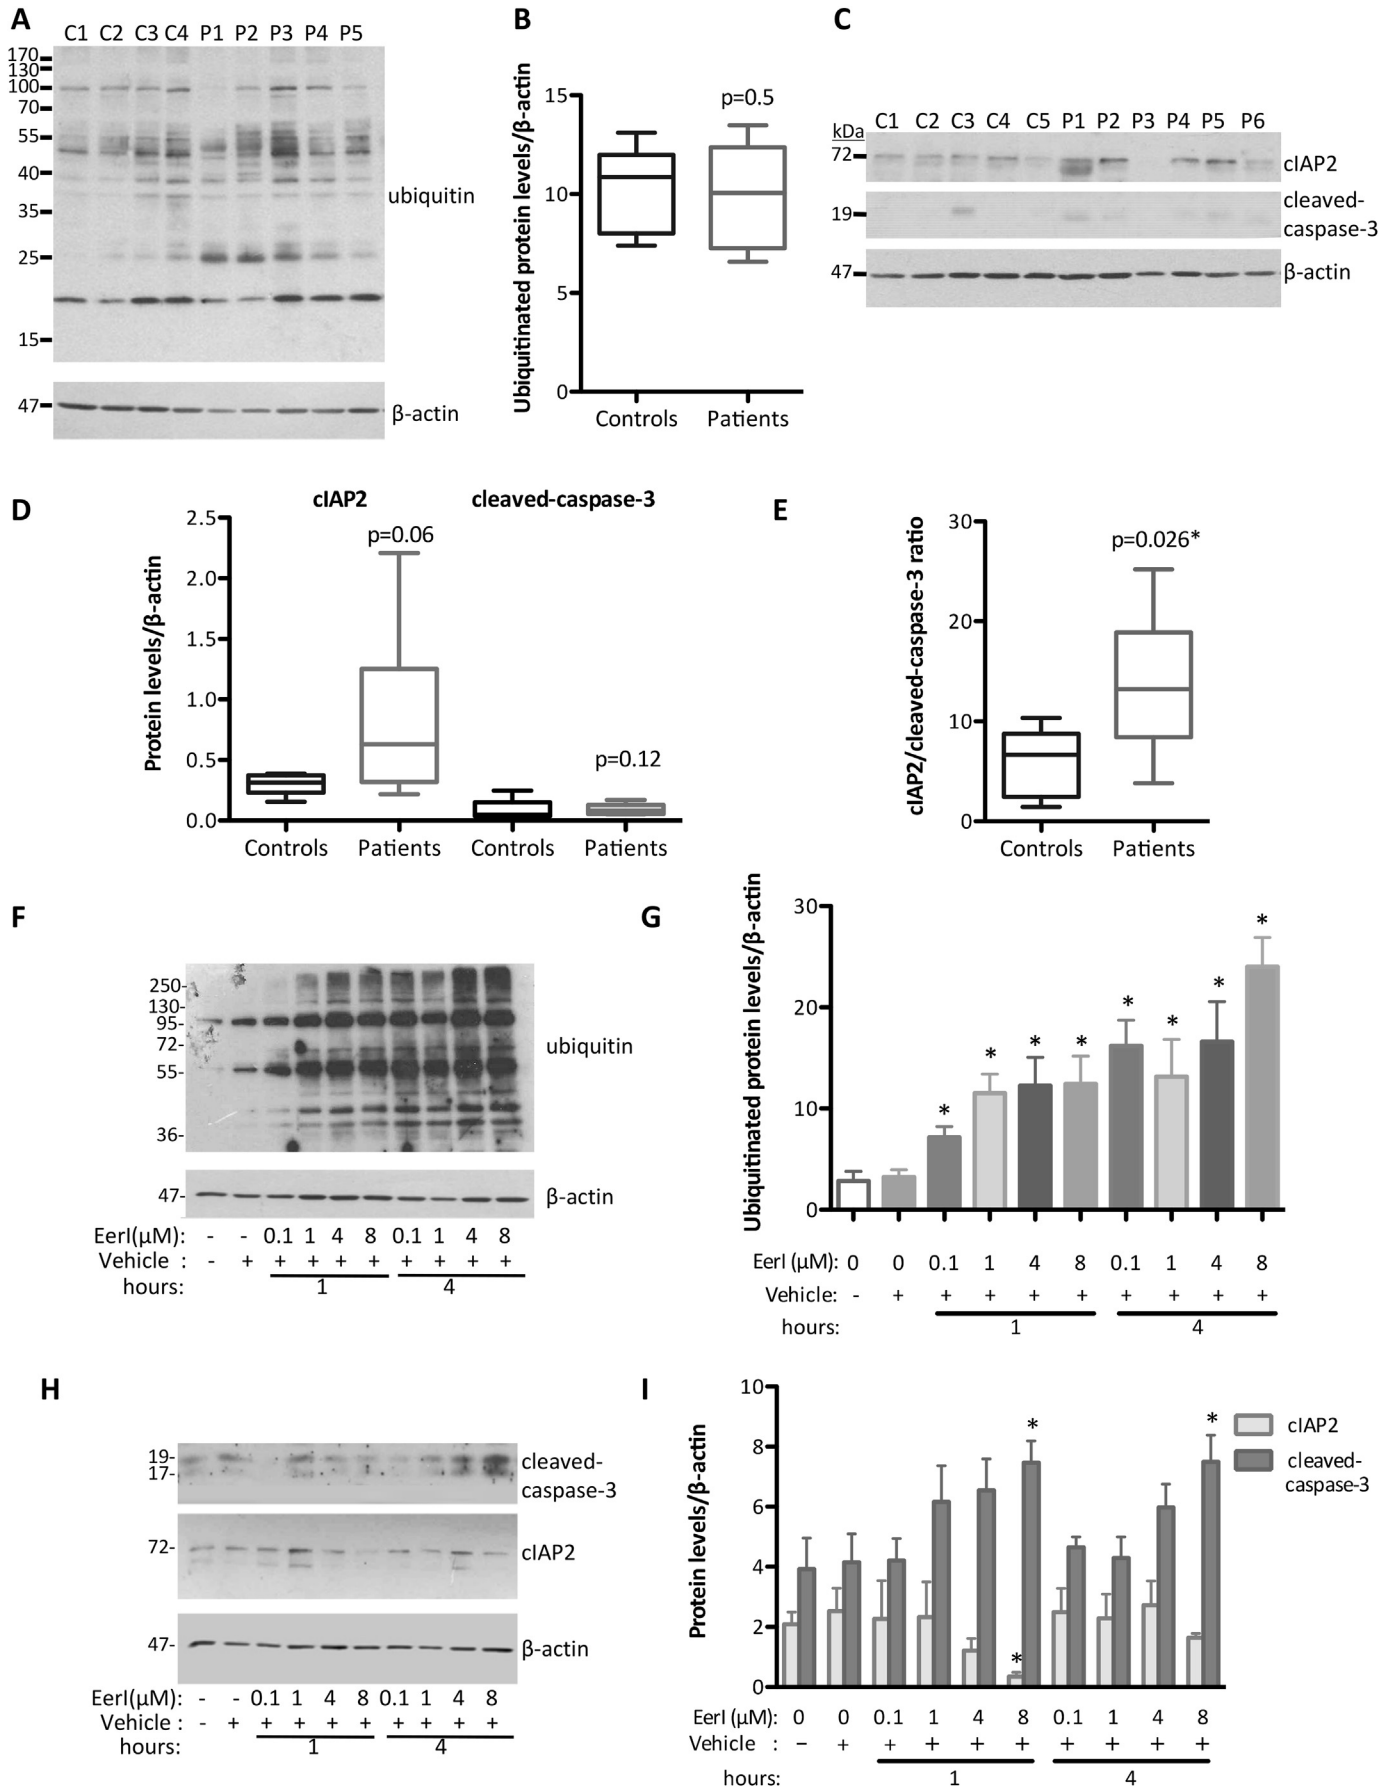 A
C1 C2 C3 C4 P1 P2 P3 P4 P5
170
130
100
70
55
40
35
25
15
ubiquitin
47
β-actin
B
Ubiquitinated protein levels/β-actin
15
10
5
0
p=0.5
Controls Patients
C
C1 C2 C3 C4 C5 P1 P2 P3 P4 P5 P6
kDa
72
cIAP2
19
cleaved-
caspase-3
47
β-actin
D
cIAP2 cleaved-caspase-3
Protein levels/β-actin
2.5
2.0
1.5
1.0
0.5
0.0
p=0.06
p=0.12
Controls Patients Controls Patients
E
cIAP2/cleaved-caspase-3 ratio
30
20
10
0
p=0.026*
Controls Patients
F
250-
130-
95-
72-
55-
36-
ubiquitin
47-
β-actin
EerI(μM): - - 0.1 1 4 8 0.1 1 4 8
Vehicle : - + + + + + + + + +
hours: 1 4
G
Ubiquitinated protein levels/β-actin
30
20
10
0
* * * * * * * *
EerI (μM): 0 0 0.1 1 4 8 0.1 1 4 8
Vehicle: - + + + + + + + + +
hours: 1 4
H
19-
17-
cleaved-
caspase-3
72-
cIAP2
47-
β-actin
EerI(μM): - - 0.1 1 4 8 0.1 1 4 8
Vehicle : - + + + + + + + + +
hours: 1 4
I
Protein levels/β-actin
10
8
6
4
2
0
* * *
cIAP2
cleaved-
caspase-3
EerI (μM): 0 0 0.1 1 4 8 0.1 1 4 8
Vehicle : − + + + + + + + + +
hours: 1 4